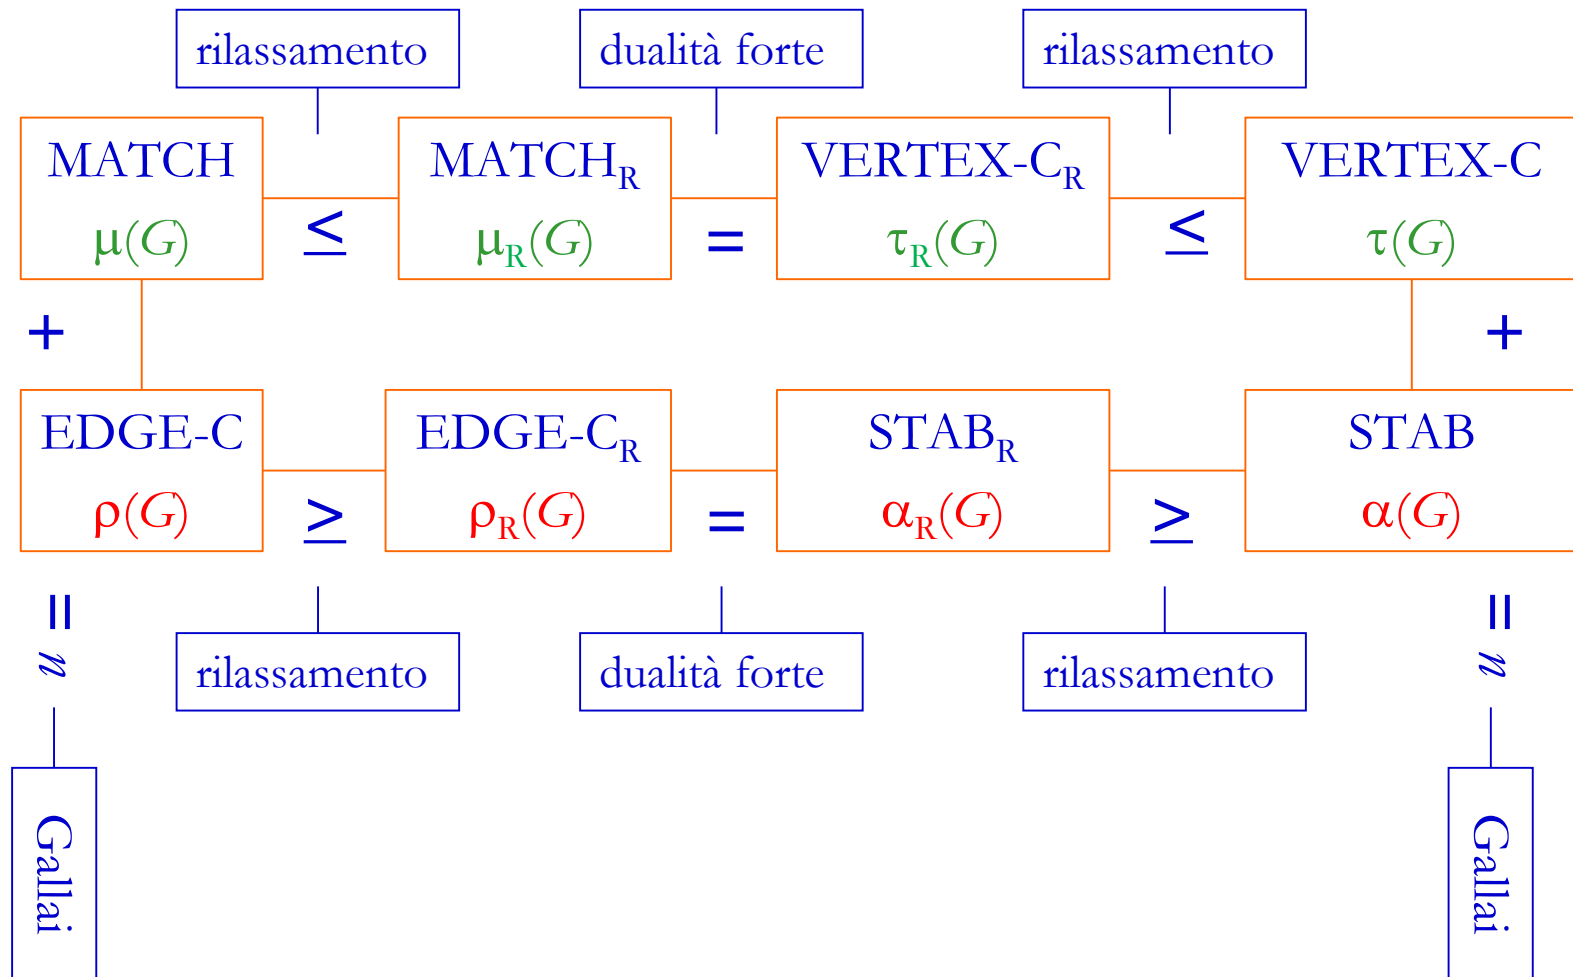 rilassamento dualità forte rilassamento
MATCH MATCH_R VERTEX-C_R VERTEX-C
μ(G) ≤ μ_R(G) = τ_R(G) ≤ τ(G)
+ +
EDGE-C EDGE-C_R STAB_R STAB
ρ(G) ≥ ρ_R(G) = α_R(G) ≥ α(G)
= n = n
rilassamento dualità forte rilassamento
Gallai Gallai